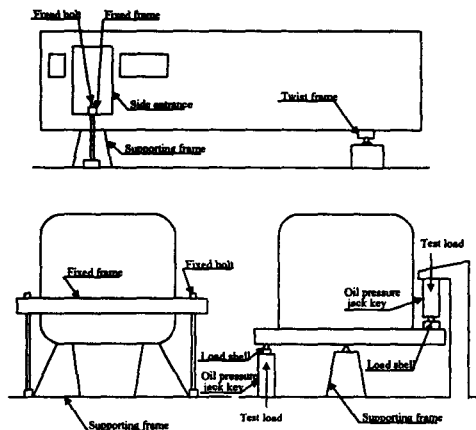 Fixed bolt
Fixed frame
Side entrance
Twist frame
Supporting frame
Fixed frame
Fixed bolt
Test load
Oil pressure
jack key
Load shell
Load shell
Oil pressure
jack key
Test load
Supporting frame
Supporting frame